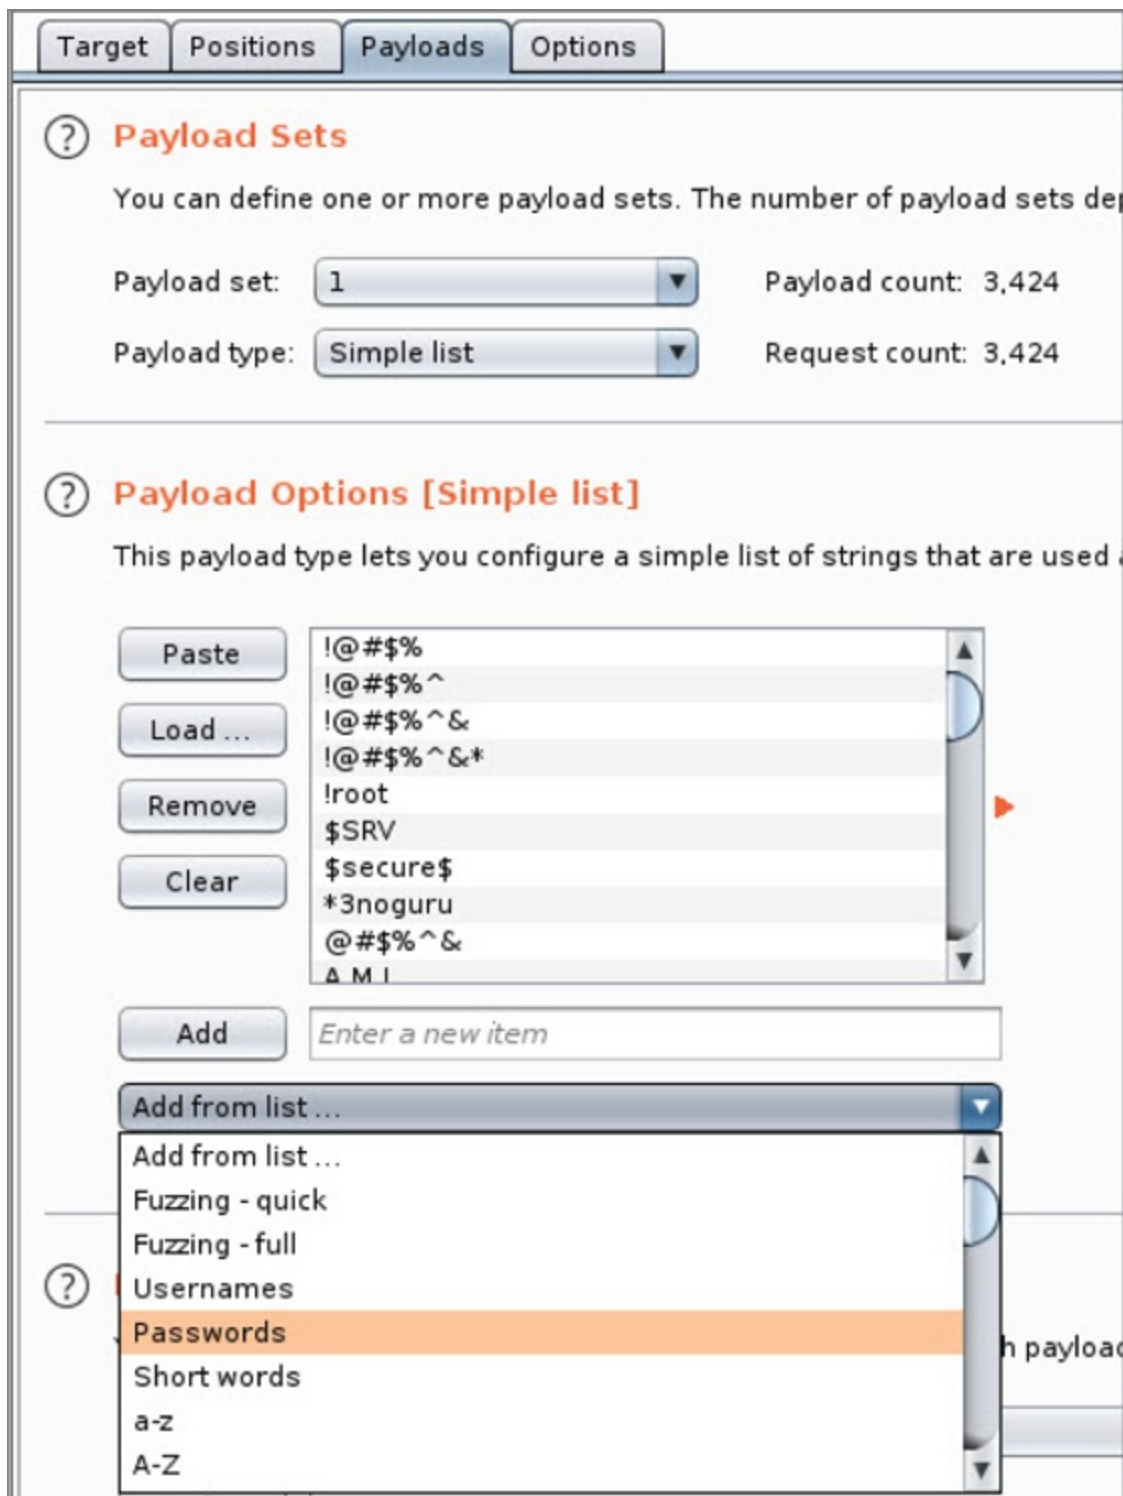 Target Positions Payloads Options
Payload Sets
You can define one or more payload sets. The number of payload sets
Payload set: 1 Payload count: 3,424
Payload type: Simple list Request count: 3,424
Payload Options [Simple list]
This payload type lets you configure a simple list of strings that are used
Paste
Load ...
Remove
Clear
!@#$%
!@#$%^
!@#$%^&
!@#$%^&*
!root
$SRV
$secure$
*3noguru
@#$%^&
Add Enter a new item
Add from list ...
Add from list ...
Fuzzing - quick
Fuzzing - full
Usernames
Passwords
Short words
a-z
A-Z